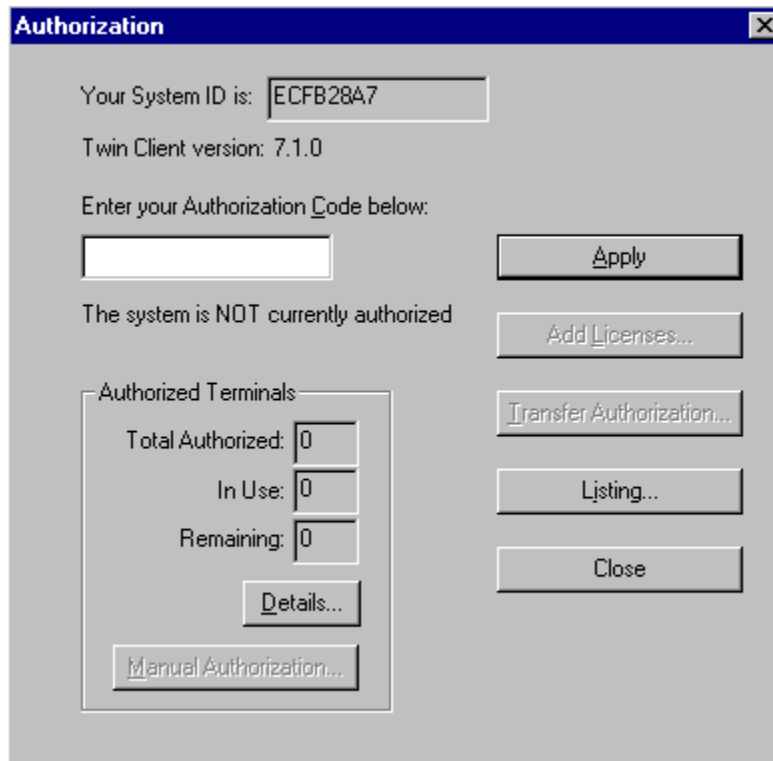 Authorization
Your System ID is: ECFB28A7
Twin Client version: 7.1.0
Enter your Authorization Code below:
Apply
The system is NOT currently authorized
Add Licenses...
Authorized Terminals
Transfer Authorization...
Total Authorized: 0
In Use: 0
Listing...
Remaining: 0
Close
Details...
Manual Authorization...